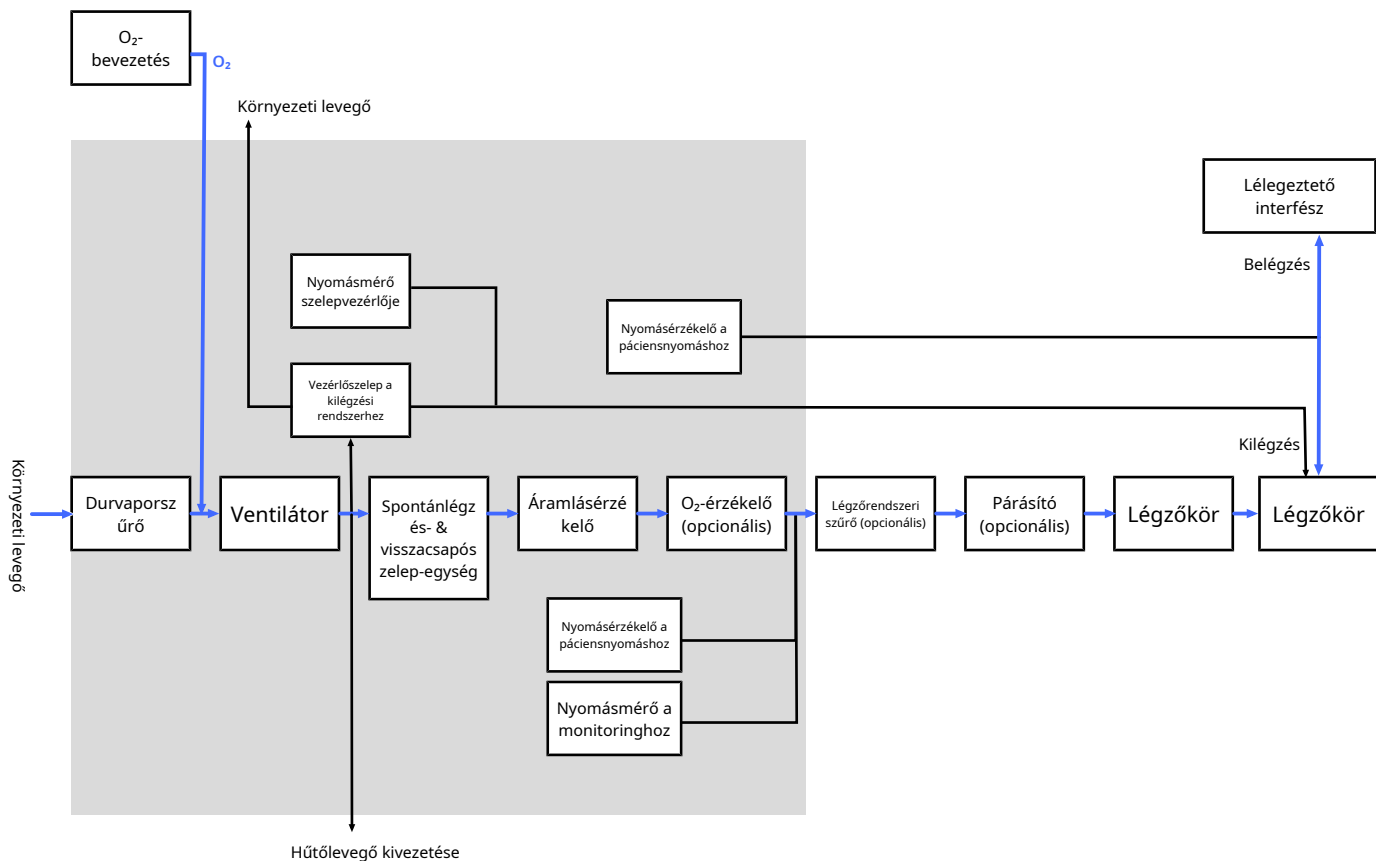 O₂-
bevezetés
O₂
Környezeti levegő
Lélegeztető
interfész
Belégzés
Nyomásmérő
szelepvezérlője
Nyomásérzékelő a
páciensnyomáshoz
Vezérlőszelep a
kilégzési
rendszerhez
Kilégzés
Környezeti levegő
Durvaporsz
űrő
Ventilátor
Spontánlégz
és- &
visszacsapós
zelep-egység
Áramlásérzé
kelő
O₂-érzékelő
(opcionális)
Légzőrendszeri
szűrő (opcionális)
Párásító
(opcionális)
Légzőkör
Légzőkör
Nyomásérzékelő a
páciensnyomáshoz
Nyomásmérő a
monitoringhoz
Hűtőlevegő kivezetése